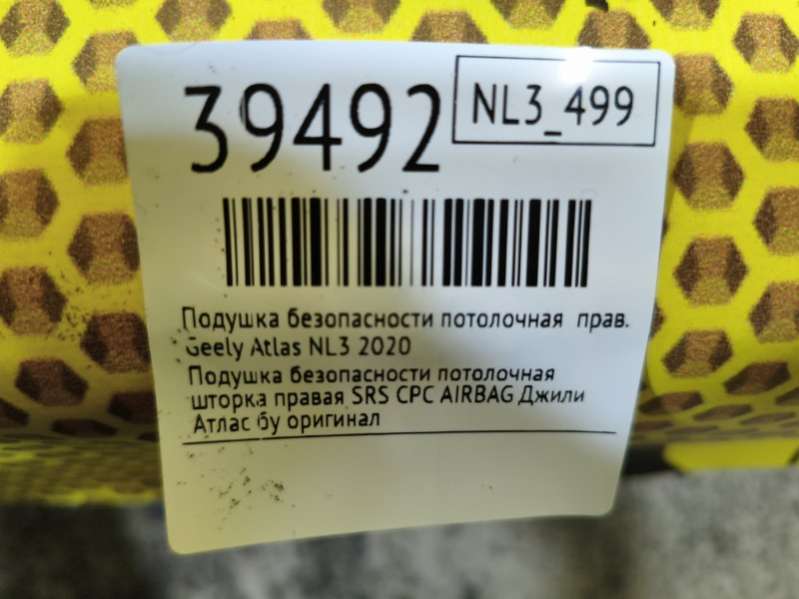 39492
NL3_499
Подушка безопасности потолочная прав.
Geely Atlas NL3 2020
Подушка безопасности потолочная
шторка правая SRS СРС AIRBAG Джили
Атлас бу оригинал